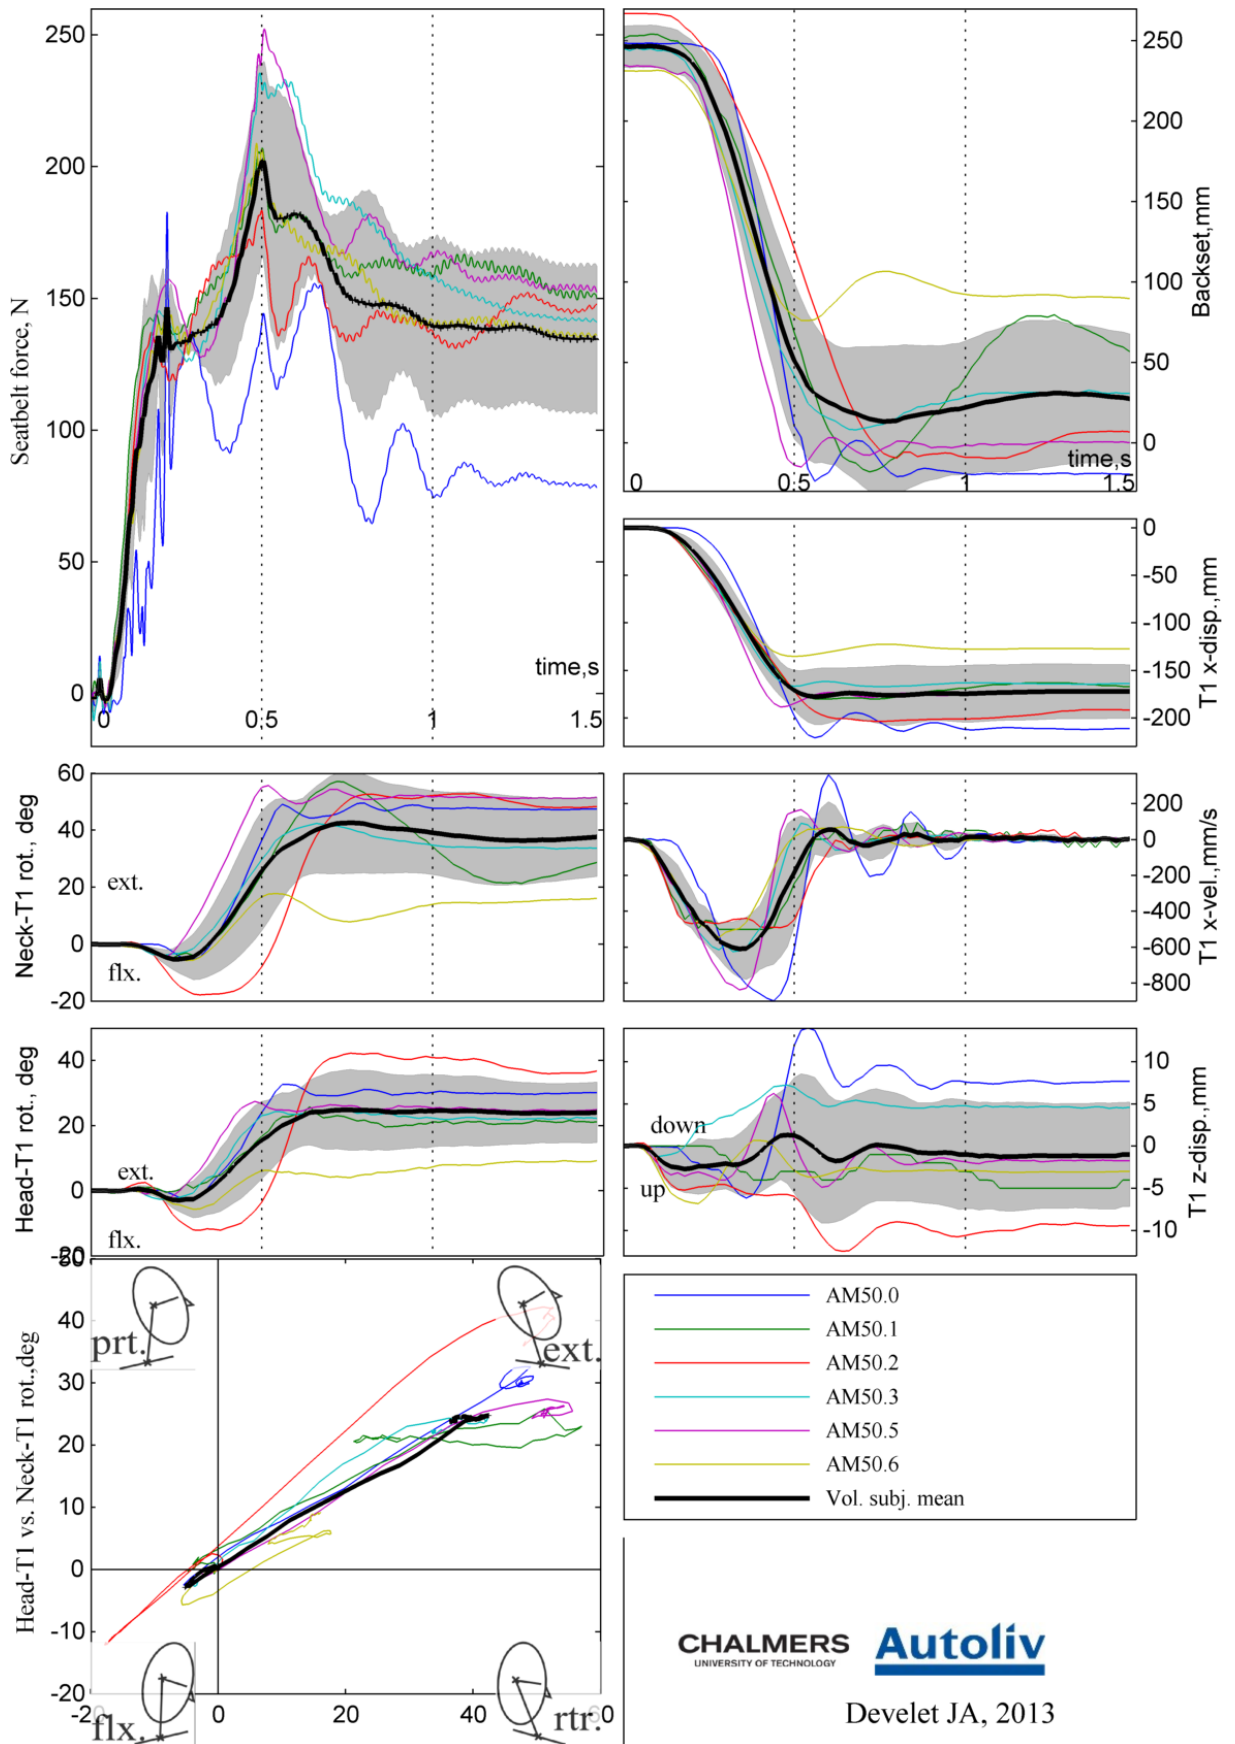 250
200
150
100
50
0
Seatbelt force, N
time,s
0
0.5
1
1.5
250
200
150
100
50
0
Backset,mm
time,s
0
0.5
1
1.5
0
-50
-100
-150
-200
T1 x-disp.,mm
60
40
20
0
-20
Neck-T1 rot., deg
ext.
flx.
200
0
-200
-400
-600
-800
T1 x-vel.,mm/s
40
20
0
Head-T1 rot., deg
ext.
flx.
10
5
0
-5
-10
T1 z-disp.,mm
down
up
40
30
20
10
0
-10
-20
Head-T1 vs. Neck-T1 rot.,deg
prt.
ext.
flx.
rtr.
-20
0
20
40
60
AM50.0
AM50.1
AM50.2
AM50.3
AM50.5
AM50.6
Vol. subj. mean
CHALMERS
UNIVERSITY OF TECHNOLOGY
Autoliv
Develet JA, 2013